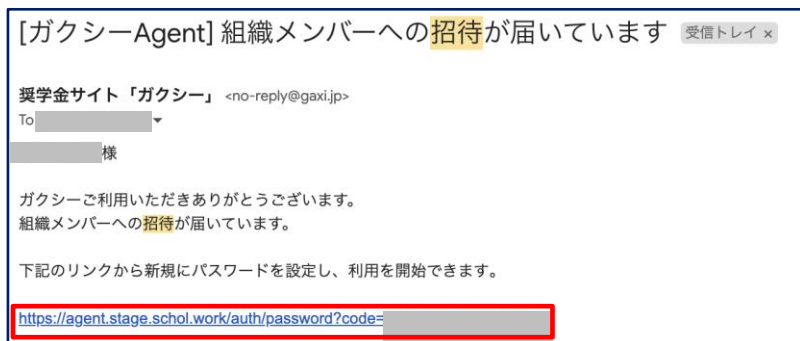 [ガクシーAgent] 組織メンバーへの招待が届いています 受信トレイ ×
奨学金サイト「ガクシー」 <no-reply@gaxi.jp>
To
様
ガクシーご利用いただきありがとうございます。
組織メンバーへの招待が届いています。
下記のリンクから新規にパスワードを設定し、利用を開始できます。
https://agent.stage.schol.work/auth/password?code=